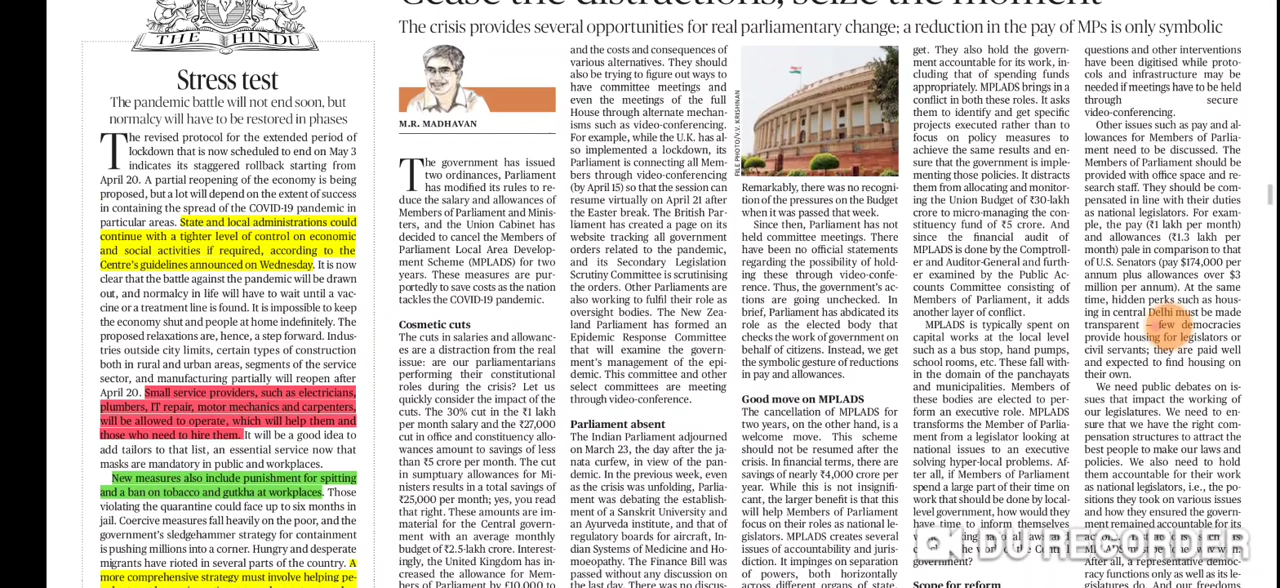 Cease the distractions, seize the moment
The crisis provides several opportunities for real parliamentary change; a reduction in the pay of MPs is only symbolic
THE HINDU
Stress test
The pandemic battle will not end soon, but
normalcy will have to be restored in phases
The revised protocol for the extended period of
lockdown that is now scheduled to end on May 3
indicates its staggered rollback starting from
April 20. A partial reopening of the economy is being
proposed, but a lot will depend on the extent of success
in containing the spread of the COVID-19 pandemic in
particular areas. State and local administrations could
continue with a tighter level of control on economic
and social activities if required, according to the
Centre's guidelines announced on Wednesday. It is now
clear that the battle against the pandemic will be drawn
out, and normalcy in life will have to wait until a vac-
cine or a treatment line is found. It is impossible to keep
the economy shut and people at home indefinitely. The
proposed relaxations are, hence, a step forward. Indus-
tries outside city limits, certain types of construction
both in rural and urban areas, segments of the service
sector, and manufacturing partially will reopen after
April 20. Small service providers, such as electricians,
plumbers, IT repair, motor mechanics and carpenters,
will be allowed to operate, which will help them and
those who need to hire them. It will be a good idea to
add tailors to that list, an essential service now that
masks are mandatory in public and workplaces.
New measures also include punishment for spitting
and a ban on tobacco and gutkha at workplaces. Those
violating the quarantine could face up to six months in
jail. Coercive measures fall heavily on the poor, and the
government's sledgehammer strategy for containment
is pushing millions into a corner. Hungry and desperate
migrants have rioted in several parts of the country. A
more comprehensive strategy must involve helping pe-
M.R. MADHAVAN
The government has issued
two ordinances, Parliament
has modified its rules to re-
duce the salary and allowances of
Members of Parliament and Minis-
ters, and the Union Cabinet has
decided to cancel the Members of
Parliament Local Area Develop-
ment Scheme (MPLADS) for two
years. These measures are pur-
portedly to save costs as the nation
tackles the COVID-19 pandemic.
Cosmetic cuts
The cuts in salaries and allowanc-
es are a distraction from the real
issue: are our parliamentarians
performing their constitutional
roles during the crisis? Let us
quickly consider the impact of the
cuts. The 30% cut in the ₹1 lakh
per month salary and the ₹27,000
cut in office and constituency allo-
wances amount to savings of less
than ₹5 crore per month. The cut
in sumptuary allowances for Mi-
nisters results in a total savings of
₹25,000 per month; yes, you read
that right. These amounts are im-
material for the Central govern-
ment with an average monthly
budget of ₹2.5-lakh crore. Interest-
ingly, the United Kingdom has in-
creased the allowance for Mem-
bers of Parliament by £10,000 to
and the costs and consequences of
various alternatives. They should
also be trying to figure out ways to
have committee meetings and
even the meetings of the full
House through alternate mechan-
isms such as video-conferencing.
For example, while the U.K. has al-
so implemented a lockdown, its
Parliament is connecting all Mem-
bers through video-conferencing
(by April 15) so that the session can
resume virtually on April 21 after
the Easter break. The British Par-
liament has created a page on its
website tracking all government
orders related to the pandemic,
and its Secondary Legislation
Scrutiny Committee is scrutinising
the orders. Other Parliaments are
also working to fulfil their role as
oversight bodies. The New Zea-
land Parliament has formed an
Epidemic Response Committee
that will examine the govern-
ment's management of the epi-
demic. This committee and other
select committees are meeting
through video-conference.
Parliament absent
The Indian Parliament adjourned
on March 23, the day after the ja-
nata curfew, in view of the pan-
demic. In the previous week, even
as the crisis was unfolding, Parlia-
ment was debating the establish-
ment of a Sanskrit University and
an Ayurveda institute, and that of
regulatory boards for aircraft, In-
dian Systems of Medicine and Ho-
moeopathy. The Finance Bill was
passed without any discussion on
the last day. There was no discus-
FILE PHOTO/V.V. KRISHNAN
Remarkably, there was no recogni-
tion of the pressures on the Budget
when it was passed that week.
Since then, Parliament has not
held committee meetings. There
have been no official statements
regarding the possibility of hold-
ing these through video-confe-
rence. Thus, the government's ac-
tions are going unchecked. In
brief, Parliament has abdicated its
role as the elected body that
checks the work of government on
behalf of citizens. Instead, we get
the symbolic gesture of reductions
in pay and allowances.
Good move on MPLADS
The cancellation of MPLADS for
two years, on the other hand, is a
welcome move. This scheme
should not be resumed after the
crisis. In financial terms, there are
savings of nearly ₹4,000 crore per
year. While this is not insignifi-
cant, the larger benefit is that this
will help Members of Parliament
focus on their roles as national le-
gislators. MPLADS creates several
issues of accountability and juris-
diction. It impinges on separation
of powers, both horizontally
across different organs of state,
get. They also hold the govern-
ment accountable for its work, in-
cluding that of spending funds
appropriately. MPLADS brings in a
conflict in both these roles. It asks
them to identify and get specific
projects executed rather than to
focus on policy measures to
achieve the same results and en-
sure that the government is imple-
menting those policies. It distracts
them from allocating and monitor-
ing the Union Budget of ₹30-lakh
crore to micro-managing the con-
stituency fund of ₹5 crore. And
since the financial audit of
MPLADS is done by the Comptroll-
er and Auditor-General and furth-
er examined by the Public Ac-
counts Committee consisting of
Members of Parliament, it adds
another layer of conflict.
MPLADS is typically spent on
capital works at the local level
such as a bus stop, hand pumps,
school rooms, etc. These fall with-
in the domain of the panchayats
and municipalities. Members of
these bodies are elected to per-
form an executive role. MPLADS
transforms the Member of Parlia-
ment from a legislator looking at
national issues to an executive
solving hyper-local problems. Af-
ter all, if Members of Parliament
spend a large part of their time on
work that should be done by local-
level government, how would they
have time to inform themselves
government?
Scope for reform
questions and other interventions
have been digitised while proto-
cols and infrastructure may be
needed if meetings have to be held
through secure
video-conferencing.
Other issues such as pay and al-
lowances for Members of Parlia-
ment need to be discussed. The
Members of Parliament should be
provided with office space and re-
search staff. They should be com-
pensated in line with their duties
as national legislators. For exam-
ple, the pay (₹1 lakh per month)
and allowances (₹1.3 lakh per
month) pale in comparison to that
of U.S. Senators (pay $174,000 per
annum plus allowances over $3
million per annum). At the same
time, hidden perks such as hous-
ing in central Delhi must be made
transparent – few democracies
provide housing for legislators or
civil servants; they are paid well
and expected to find housing on
their own.
We need public debates on is-
sues that impact the working of
our legislatures. We need to en-
sure that we have the right com-
pensation structures to attract the
best people to make our laws and
policies. We also need to hold
them accountable for their work
as national legislators, i.e., the po-
sitions they took on various issues
and how they ensured the govern-
ment remained accountable for its
After all, a repre-
cracy functions only as well as its le-
gislatures do. And our freedoms
DU RECORDER